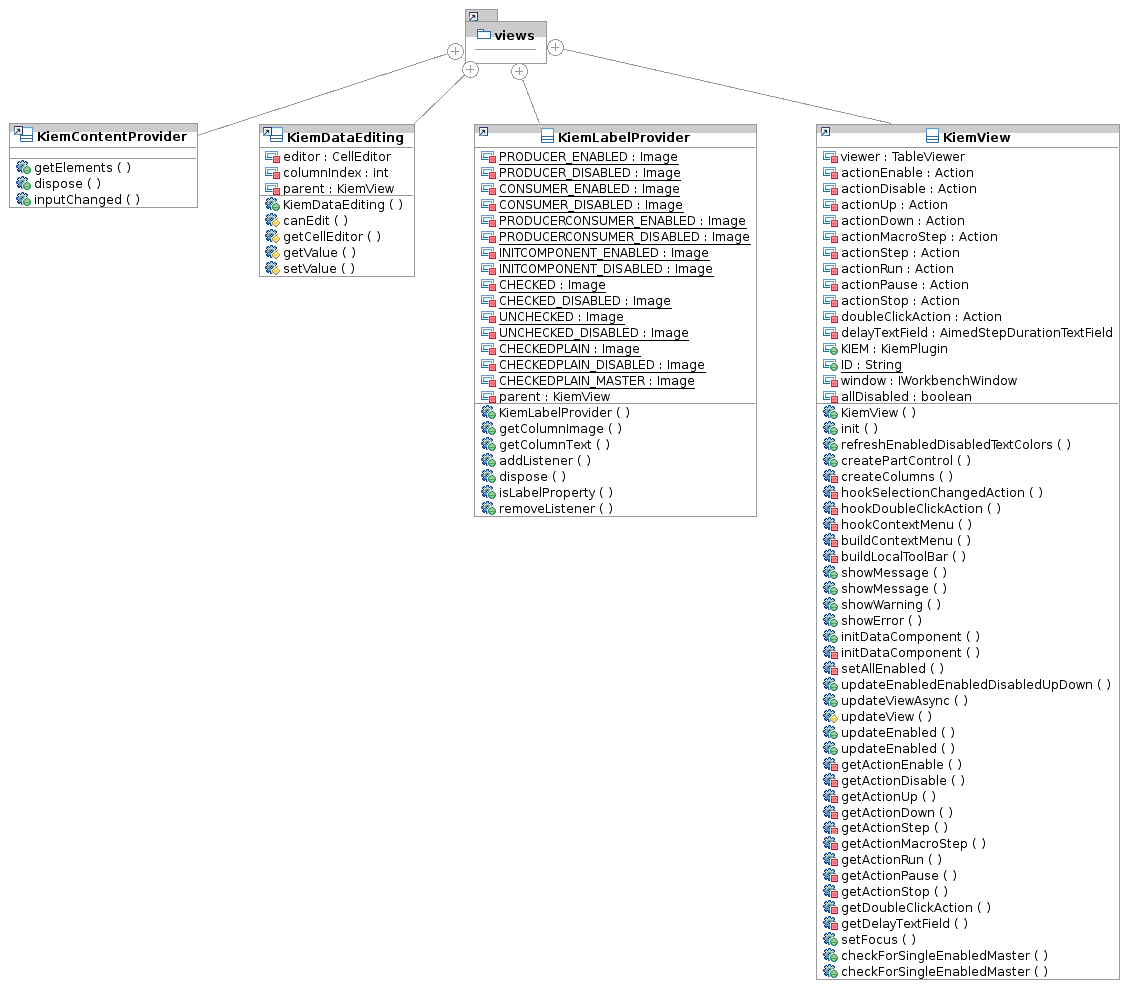 views
KiemContentProvider
getElements ( )
dispose ( )
inputChanged ( )
KiemDataEditing
editor : CellEditor
columnIndex : int
parent : KiemView
KiemDataEditing ( )
canEdit ( )
getCellEditor ( )
getValue ( )
setValue ( )
KiemLabelProvider
PRODUCER_ENABLED : Image
PRODUCER_DISABLED : Image
CONSUMER_ENABLED : Image
CONSUMER_DISABLED : Image
PRODUCERCONSUMER_ENABLED : Image
PRODUCERCONSUMER_DISABLED : Image
INITCOMPONENT_ENABLED : Image
INITCOMPONENT_DISABLED : Image
CHECKED : Image
CHECKED_DISABLED : Image
UNCHECKED : Image
UNCHECKED_DISABLED : Image
CHECKEDPLAIN : Image
CHECKEDPLAIN_DISABLED : Image
CHECKEDPLAIN_MASTER : Image
parent : KiemView
KiemLabelProvider ( )
getColumnImage ( )
getColumnText ( )
addListener ( )
dispose ( )
isLabelProperty ( )
removeListener ( )
KiemView
viewer : TableViewer
actionEnable : Action
actionDisable : Action
actionUp : Action
actionDown : Action
actionMacroStep : Action
actionStep : Action
actionRun : Action
actionPause : Action
actionStop : Action
doubleClickAction : Action
delayTextField : AimedStepDurationTextField
KIEM : KiemPlugin
ID : String
window : IWorkbenchWindow
allDisabled : boolean
KiemView ( )
init ( )
refreshEnabledDisabledTextColors ( )
createPartControl ( )
createColumns ( )
hookSelectionChangedAction ( )
hookDoubleClickAction ( )
hookContextMenu ( )
buildContextMenu ( )
buildLocalToolBar ( )
showMessage ( )
showMessage ( )
showWarning ( )
showError ( )
initDataComponent ( )
initDataComponent ( )
setAllEnabled ( )
updateEnabledEnabledDisabledUpDown ( )
updateViewAsync ( )
updateView ( )
updateEnabled ( )
updateEnabled ( )
getActionEnable ( )
getActionDisable ( )
getActionUp ( )
getActionDown ( )
getActionStep ( )
getActionMacroStep ( )
getActionRun ( )
getActionPause ( )
getActionStop ( )
getDoubleClickAction ( )
getDelayTextField ( )
setFocus ( )
checkForSingleEnabledMaster ( )
checkForSingleEnabledMaster ( )